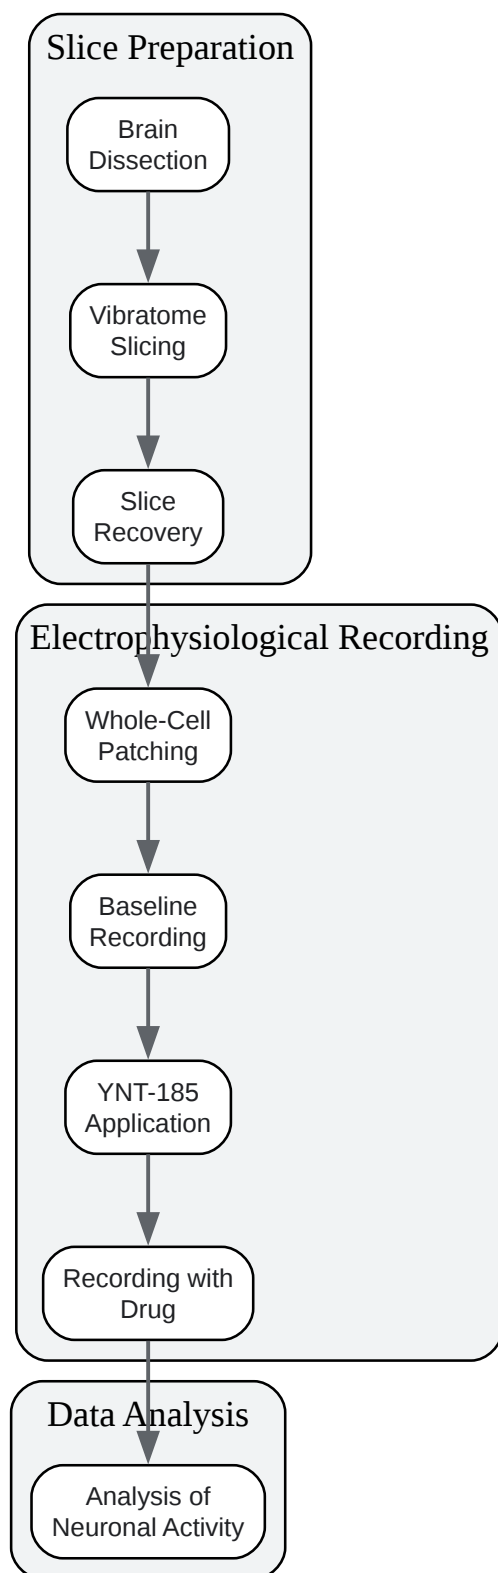 Slice Preparation
Brain
Dissection
Vibratome
Slicing
Slice
Recovery
Electrophysiological Recording
Whole-Cell
Patching
Baseline
Recording
YNT-185
Application
Recording with
Drug
Data Analysis
Analysis of
Neuronal Activity